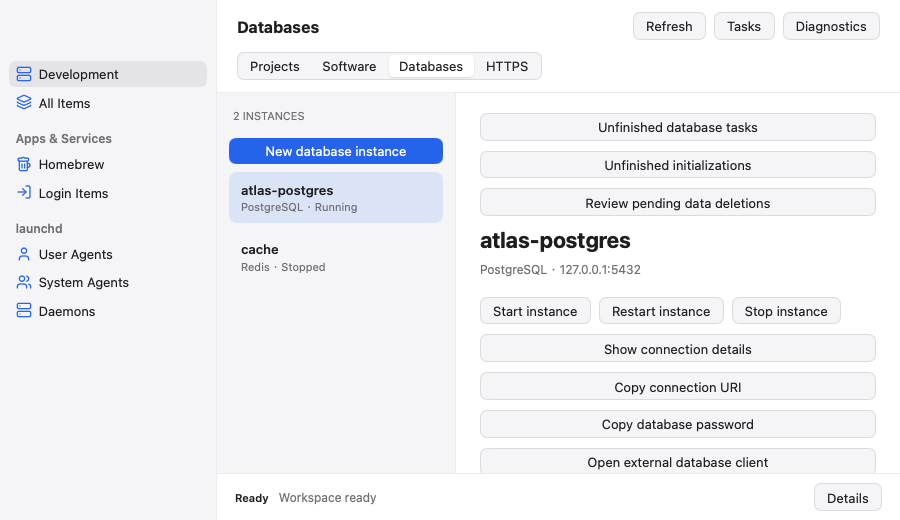 Development
All Items
Apps & Services
Homebrew
Login Items
launchd
User Agents
System Agents
Daemons
Databases
Refresh
Tasks
Diagnostics
Projects
Software
Databases
HTTPS
2 INSTANCES
New database instance
atlas-postgres
PostgreSQL · Running
cache
Redis · Stopped
Unfinished database tasks
Unfinished initializations
Review pending data deletions
atlas-postgres
PostgreSQL · 127.0.0.1:5432
Start instance
Restart instance
Stop instance
Show connection details
Copy connection URI
Copy database password
Open external database client
Ready Workspace ready
Details